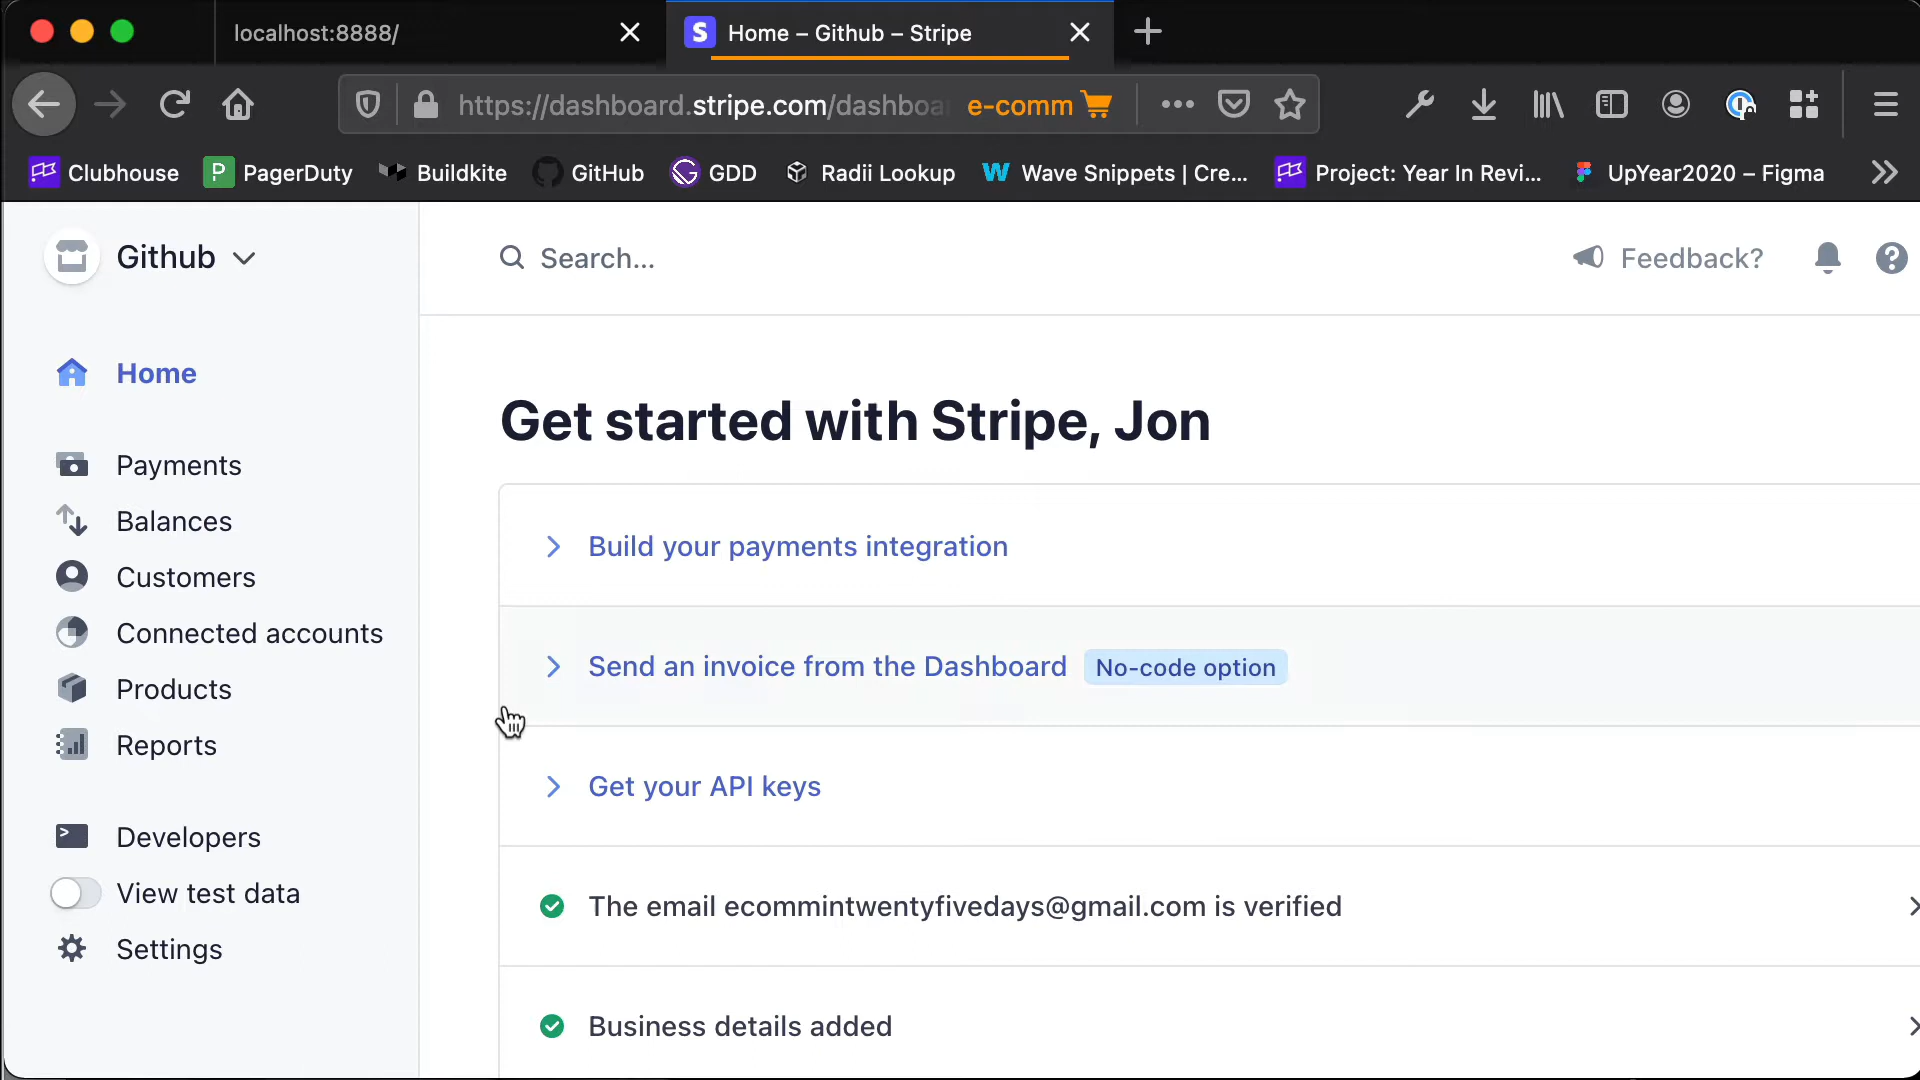 localhost:8888/
S Home – Github – Stripe
https://dashboard.stripe.com/dashboa e-comm
Clubhouse P PagerDuty Buildkite GitHub GDD Radii Lookup W Wave Snippets | Cre... Project: Year In Revi... UpYear2020 – Figma
Github
Search...
Feedback?
Home
Payments
Balances
Customers
Connected accounts
Products
Reports
Developers
View test data
Settings
Get started with Stripe, Jon
Build your payments integration
Send an invoice from the Dashboard No-code option
Get your API keys
The email ecommintwentyfivedays@gmail.com is verified
Business details added